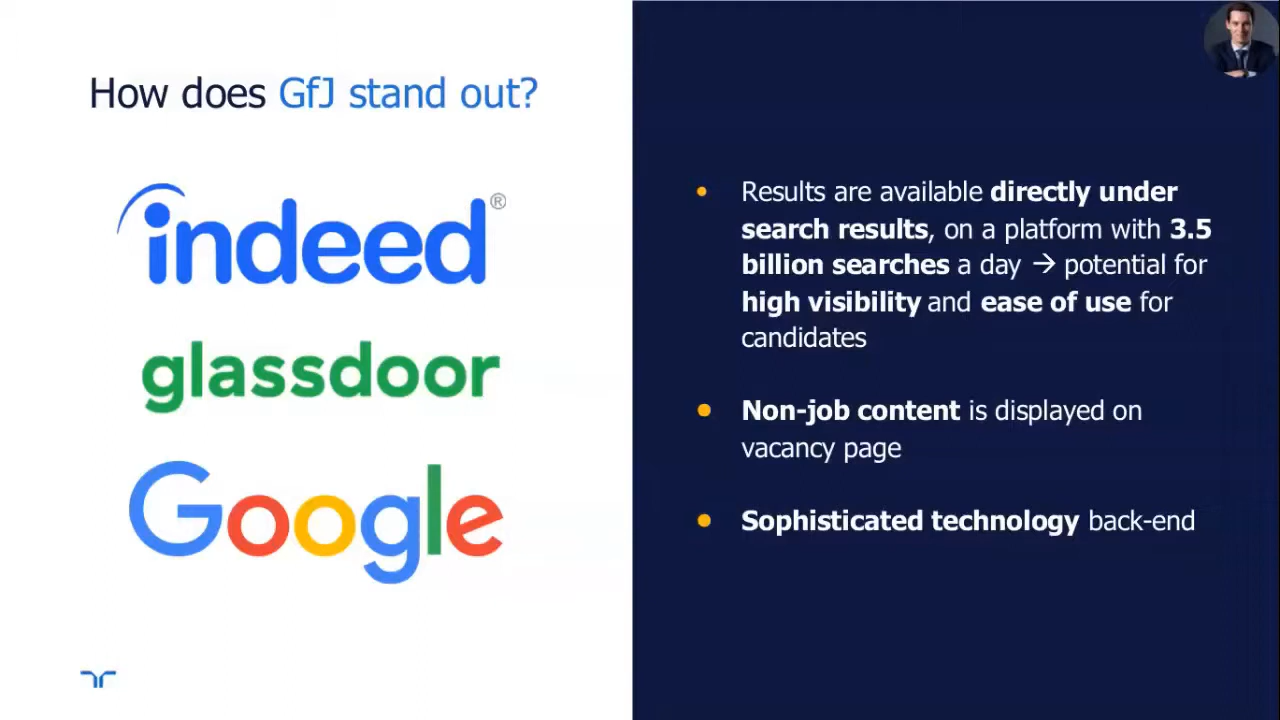 How does GfJ stand out?
indeed®
glassdoor
Google
• Results are available directly under
search results, on a platform with 3.5
billion searches a day → potential for
high visibility and ease of use for
candidates
• Non-job content is displayed on
vacancy page
• Sophisticated technology back-end